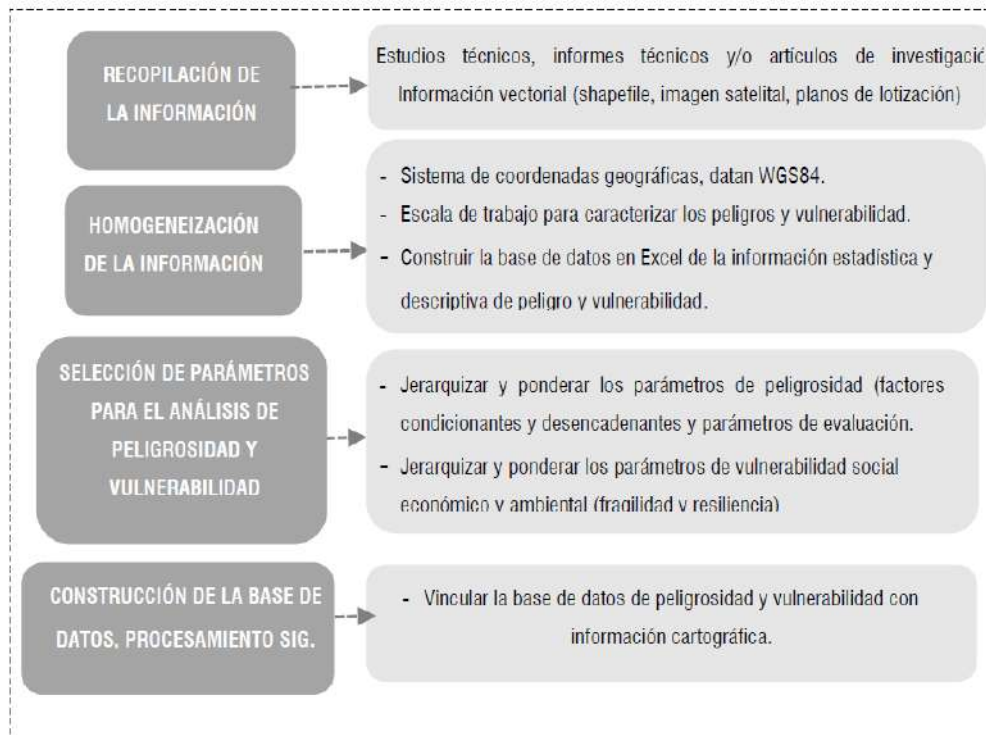 RECOPILACIÓN DE
LA INFORMACIÓN
Estudios técnicos, informes técnicos y/o artículos de investigació
Información vectorial (shapefile, imagen satelital, planos de lotización)
HOMOGENEIZACIÓN
DE LA INFORMACIÓN
- Sistema de coordenadas geográficas, datan WGS84.
- Escala de trabajo para caracterizar los peligros y vulnerabilidad.
- Construir la base de datos en Excel de la información estadística y
descriptiva de peligro y vulnerabilidad.
SELECCIÓN DE PARÁMETROS
PARA EL ANÁLISIS DE
PELIGROSIDAD Y
VULNERABILIDAD
- Jerarquizar y ponderar los parámetros de peligrosidad (factores
condicionantes y desencadenantes y parámetros de evaluación.
- Jerarquizar y ponderar los parámetros de vulnerabilidad social
económico y ambiental (fragilidad y resiliencia)
CONSTRUCCIÓN DE LA BASE DE
DATOS, PROCESAMIENTO SIG.
- Vincular la base de datos de peligrosidad y vulnerabilidad con
información cartográfica.